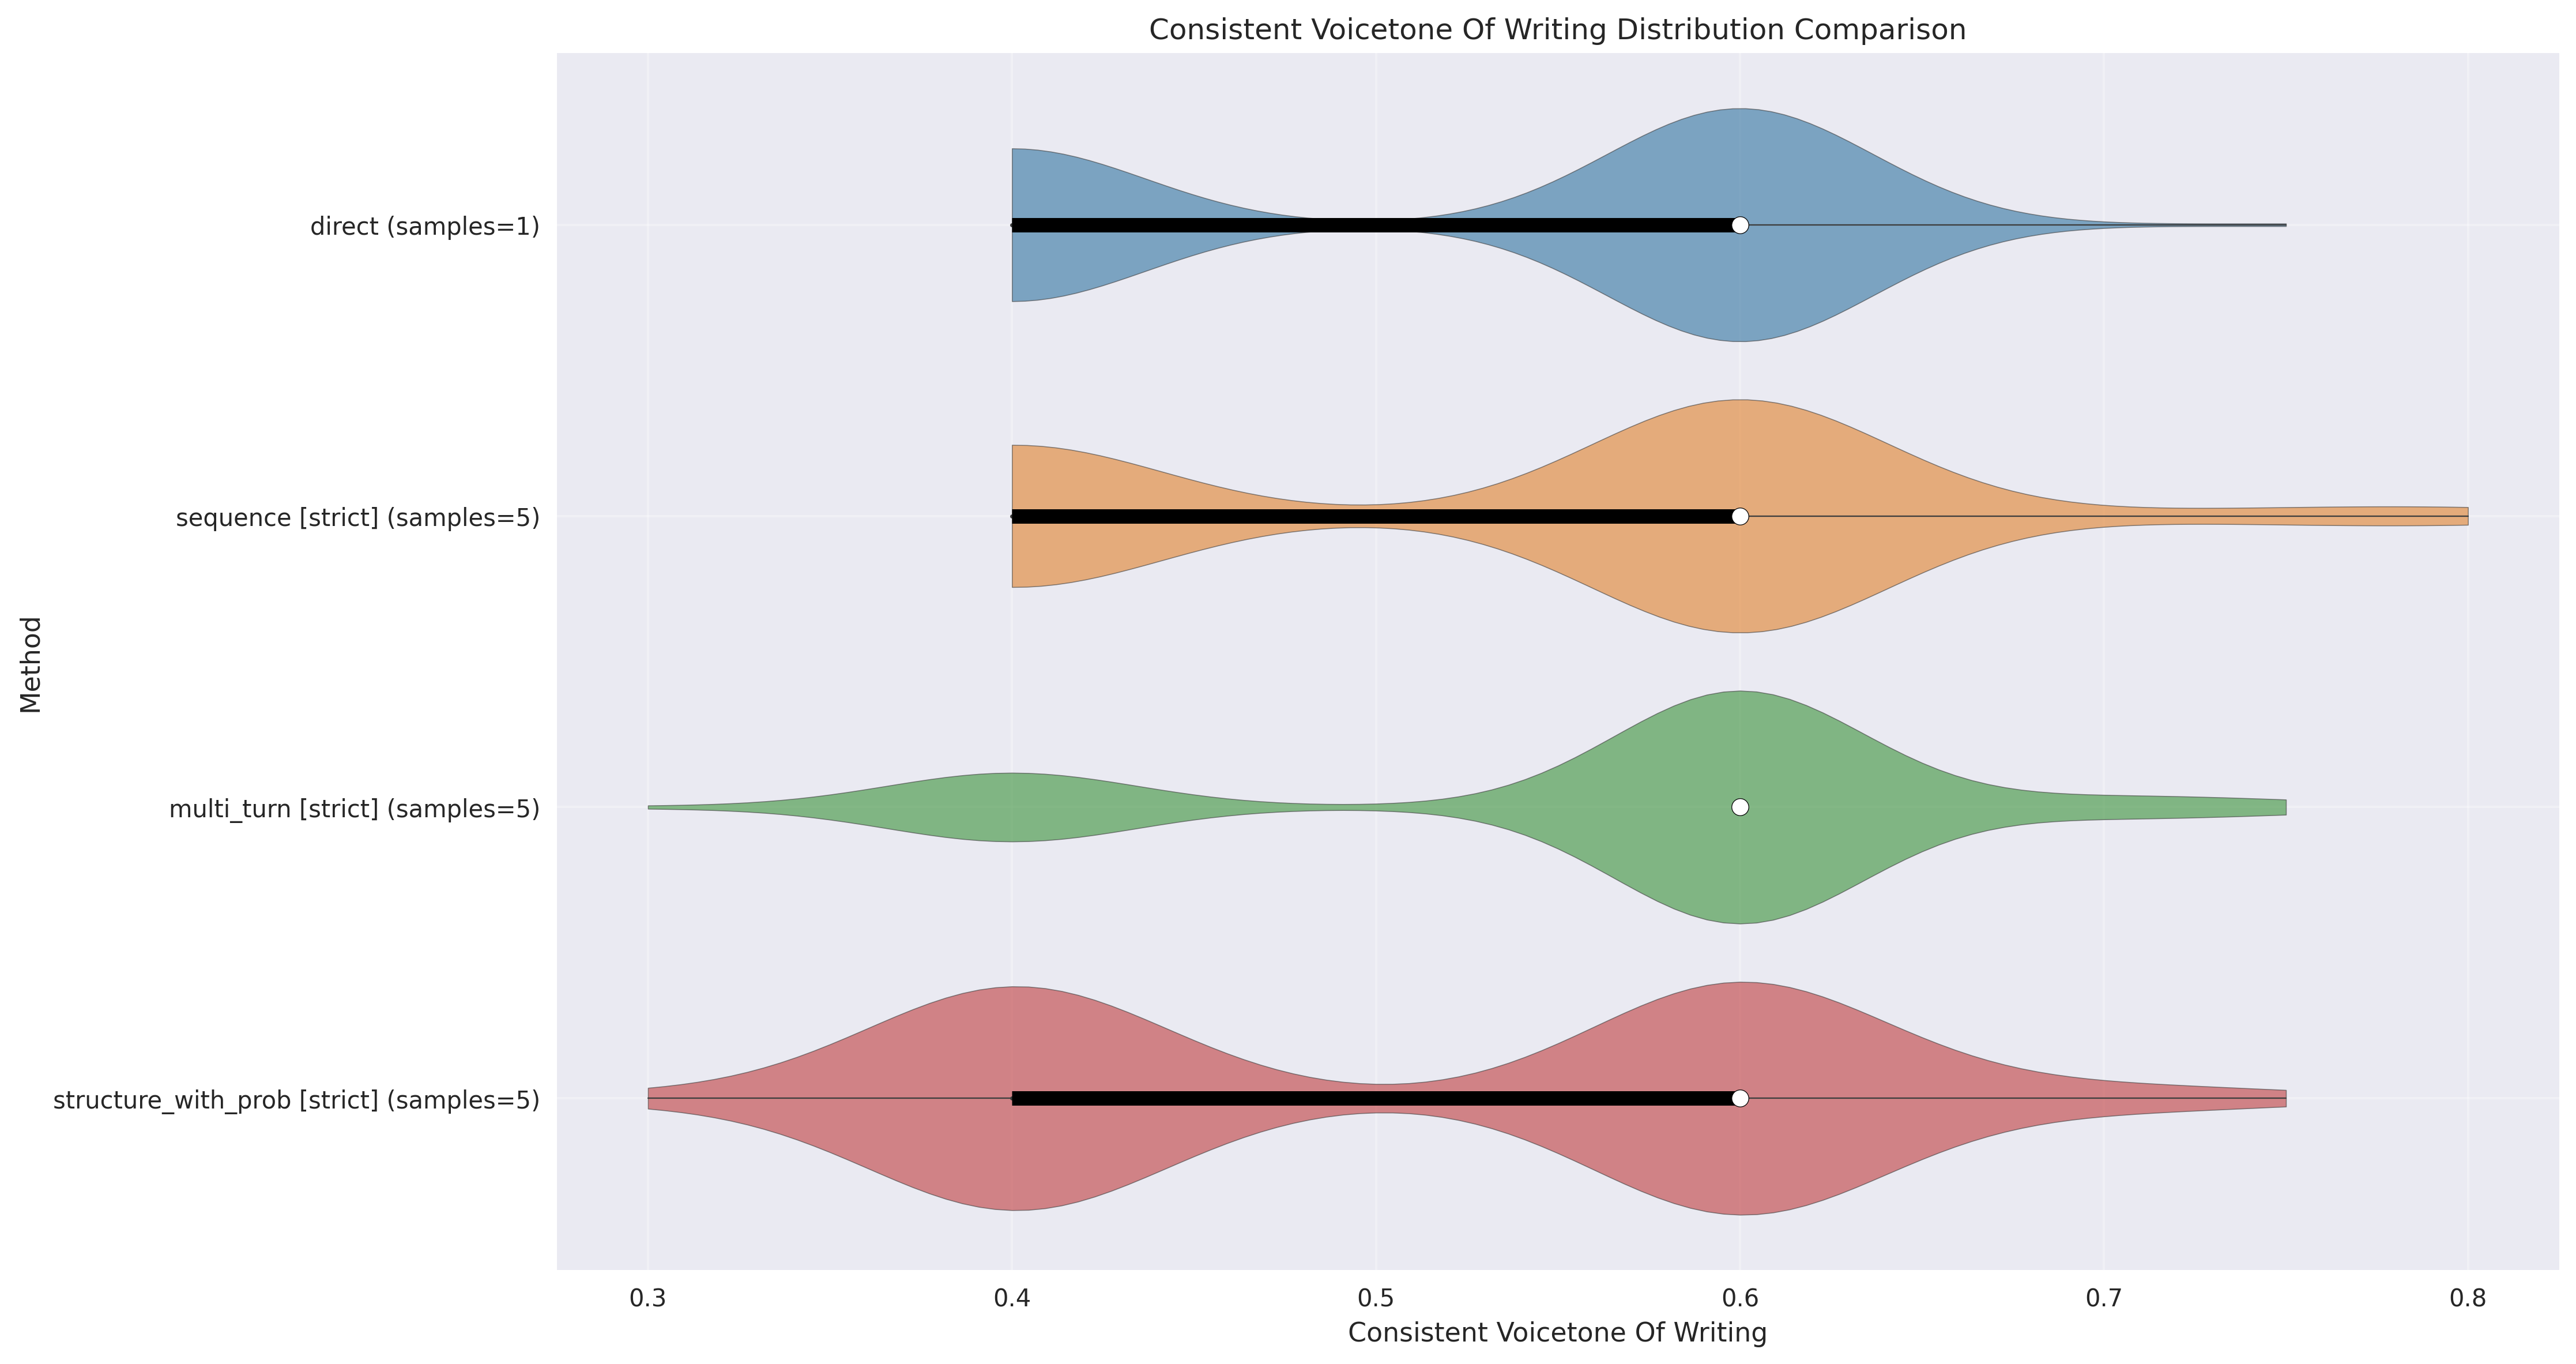 Consistent Voicetone Of Writing Distribution Comparison
direct (samples=1)
sequence [strict] (samples=5)
multi_turn [strict] (samples=5)
structure_with_prob [strict] (samples=5)
Method
0.3 0.4 0.5 0.6 0.7 0.8
Consistent Voicetone Of Writing